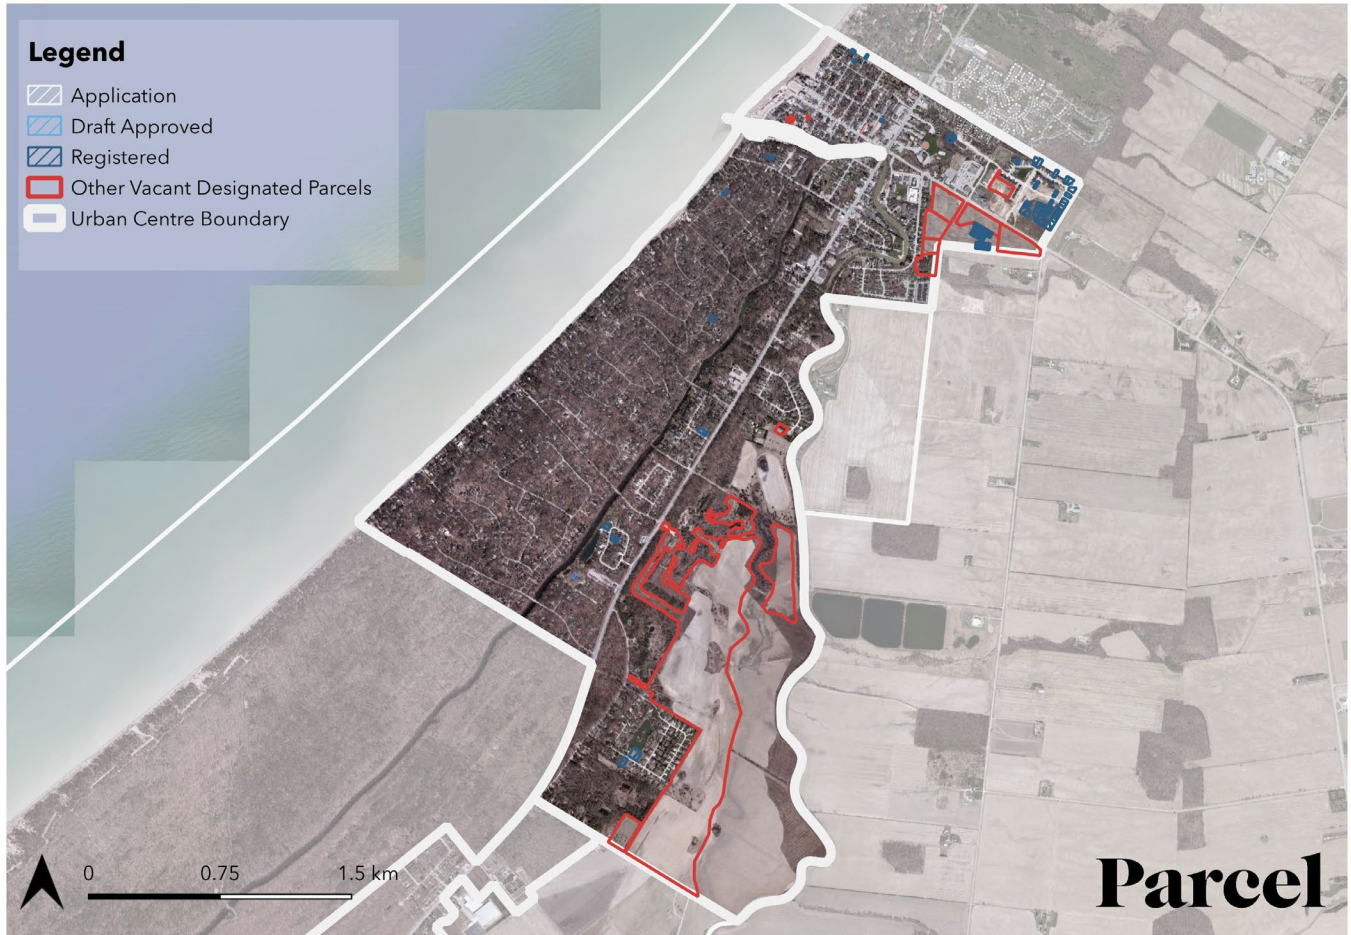 Legend
Application
Draft Approved
Registered
Other Vacant Designated Parcels
Urban Centre Boundary
0 0.75 1.5 km
Parcel